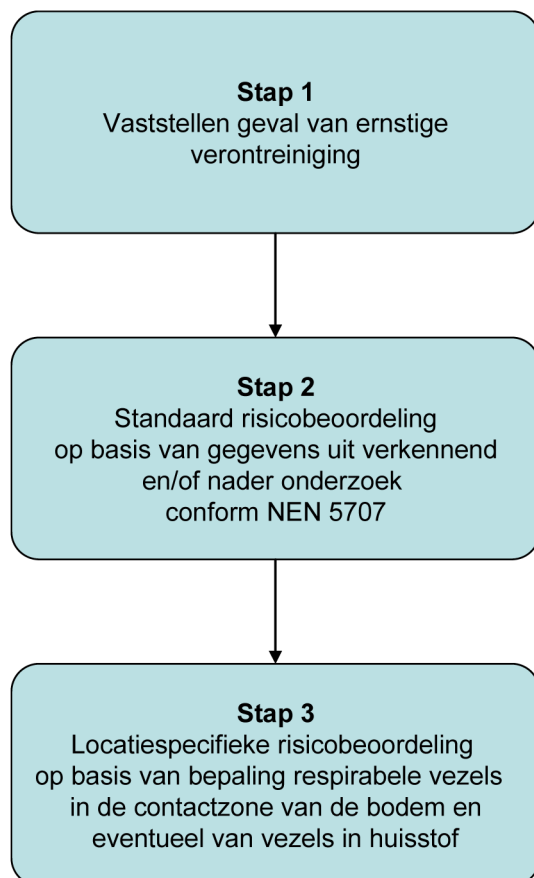 Stap 1
Vaststellen geval van ernstige
verontreiniging
Stap 2
Standaard risicobeoordeling
op basis van gegevens uit verkennend
en/of nader onderzoek
conform NEN 5707
Stap 3
Locatiespecifieke risicobeoordeling
op basis van bepaling respirabele vezels
in de contactzone van de bodem en
eventueel van vezels in huisstof